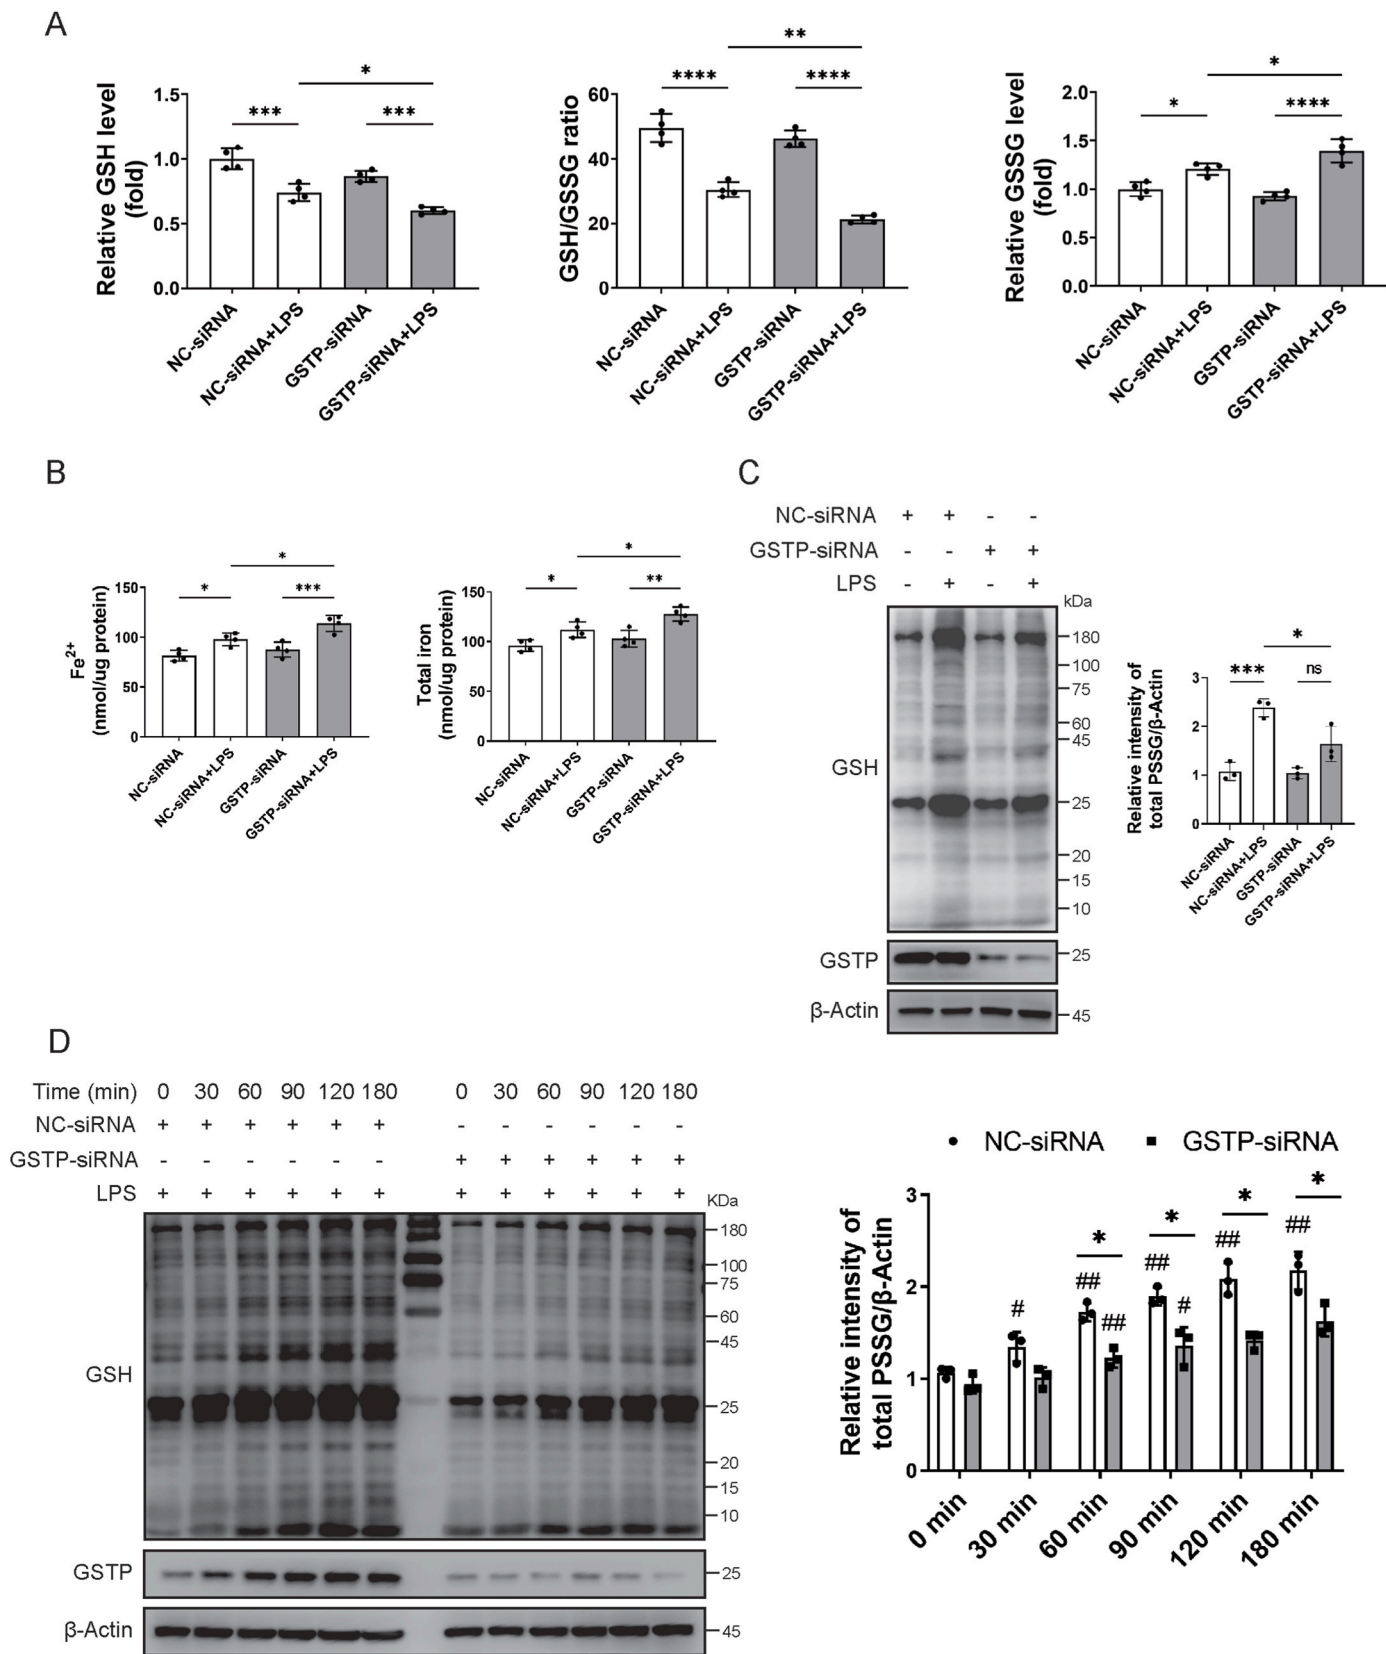 A
Relative GSH level
(fold)
1.5
1.0
0.5
0.0
*
***
***
NC-siRNA
NC-siRNA+LPS
GSTP-siRNA
GSTP-siRNA+LPS
GSH/GSSG ratio
60
40
20
0
**
****
****
NC-siRNA
NC-siRNA+LPS
GSTP-siRNA
GSTP-siRNA+LPS
Relative GSSG level
(fold)
2.0
1.5
1.0
0.5
0.0
*
*
****
NC-siRNA
NC-siRNA+LPS
GSTP-siRNA
GSTP-siRNA+LPS
B
Fe2+
(nmol/ug protein)
150
100
50
0
*
*
***
NC-siRNA
NC-siRNA+LPS
GSTP-siRNA
GSTP-siRNA+LPS
Total iron
(nmol/ug protein)
150
100
50
0
*
*
**
NC-siRNA
NC-siRNA+LPS
GSTP-siRNA
GSTP-siRNA+LPS
C
NC-siRNA + + - -
GSTP-siRNA - - + +
LPS - + - +
kDa
180
100
75
60
45
25
20
15
10
GSH
GSTP
25
β-Actin
45
Relative intensity of
total PSSG/β-Actin
3
2
1
0
*
***
ns
NC-siRNA
NC-siRNA+LPS
GSTP-siRNA
GSTP-siRNA+LPS
D
Time (min) 0 30 60 90 120 180 0 30 60 90 120 180
NC-siRNA + + + + + + - - - - - -
GSTP-siRNA - - - - - - + + + + + +
LPS + + + + + + + + + + + +
KDa
180
100
75
60
45
25
20
15
10
GSH
GSTP
25
β-Actin
45
NC-siRNA GSTP-siRNA
Relative intensity of
total PSSG/β-Actin
3
2
1
0
*
*
*
*
#
##
##
##
#
##
##
0 min
30 min
60 min
90 min
120 min
180 min